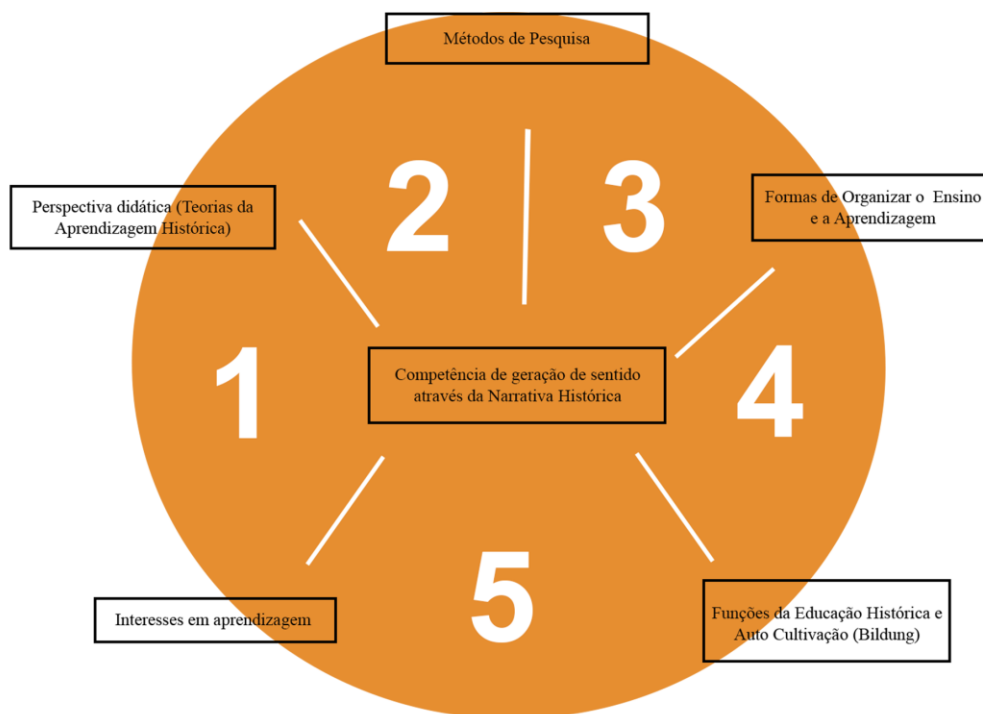 Métodos de Pesquisa
2
3
Perspectiva didática (Teorias da
Aprendizagem Histórica)
Formas de Organizar o Ensino
e a Aprendizagem
1
Competência de geração de sentido
através da Narrativa Histórica
4
5
Interesses em aprendizagem
Funções da Educação Histórica e
Auto Cultivação (Bildung)